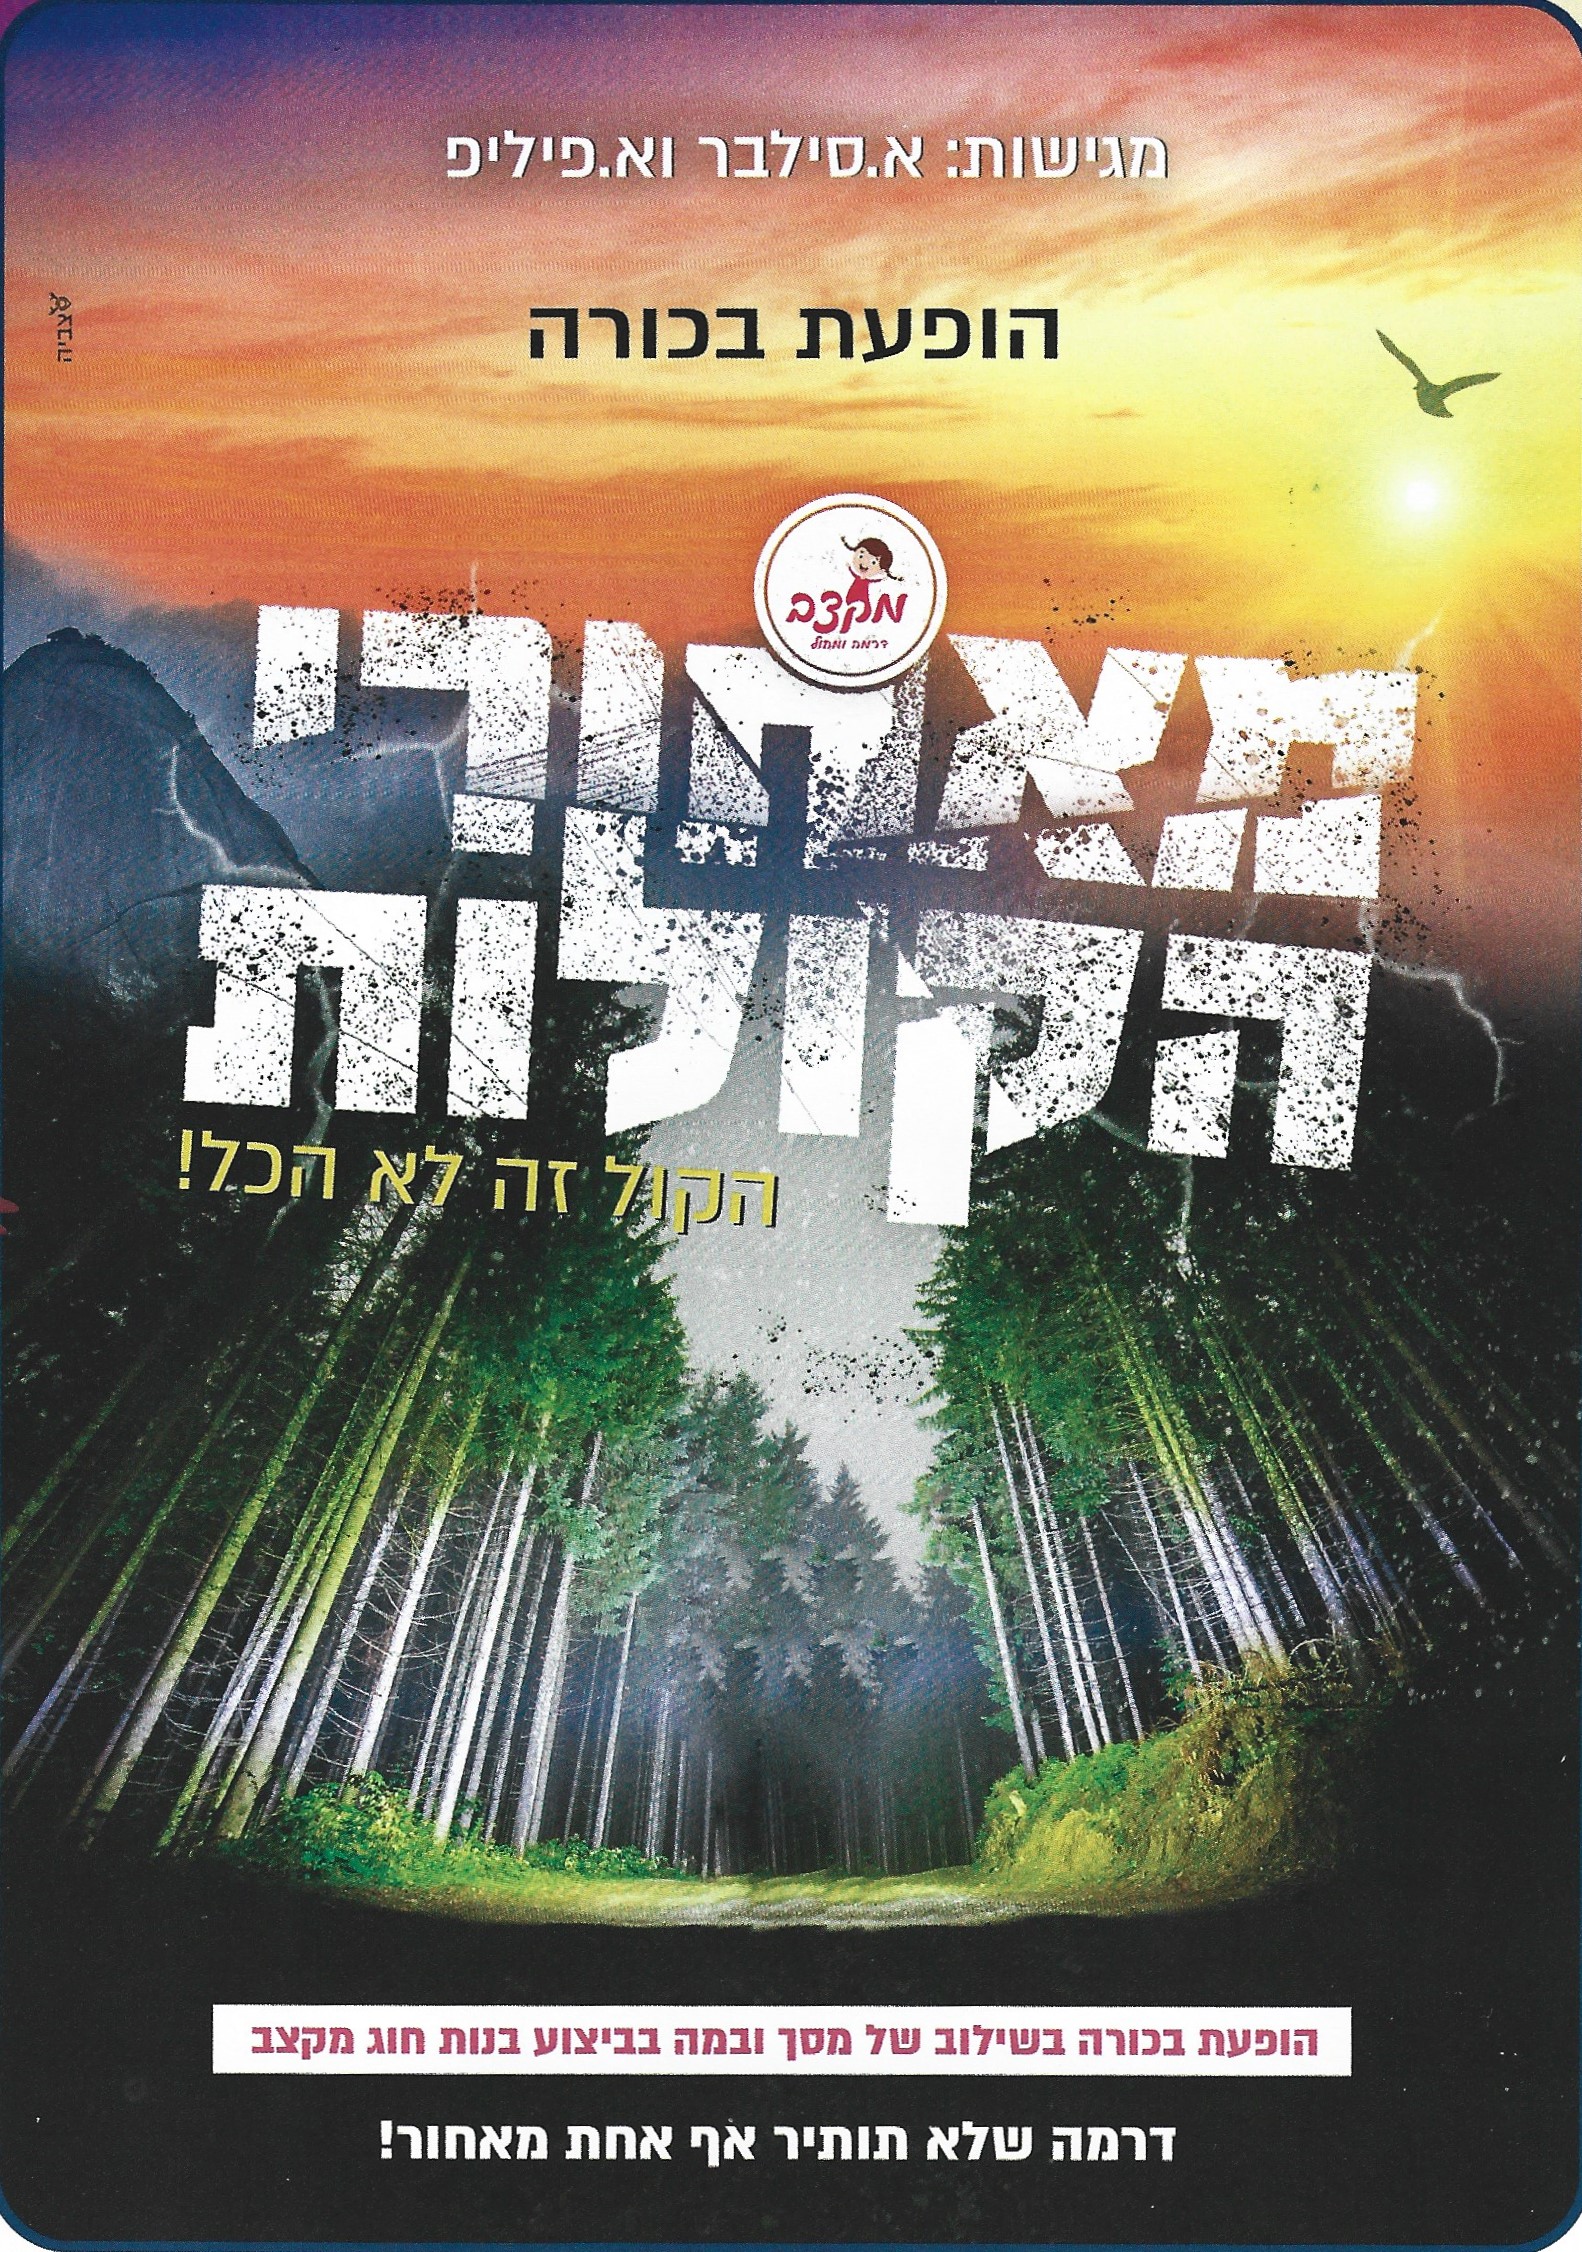 מגישות: א.סילבר וא.פיליפ
הופעת בכורה
מקצב
דרמה ומחול
מאחורי
הקולות
הקול זה לא הכל!
הופעת בכורה בשילוב של מסך ובמה בביצוע בנות חוג מקצב
דרמה שלא תותיר אף אחת מאחור!